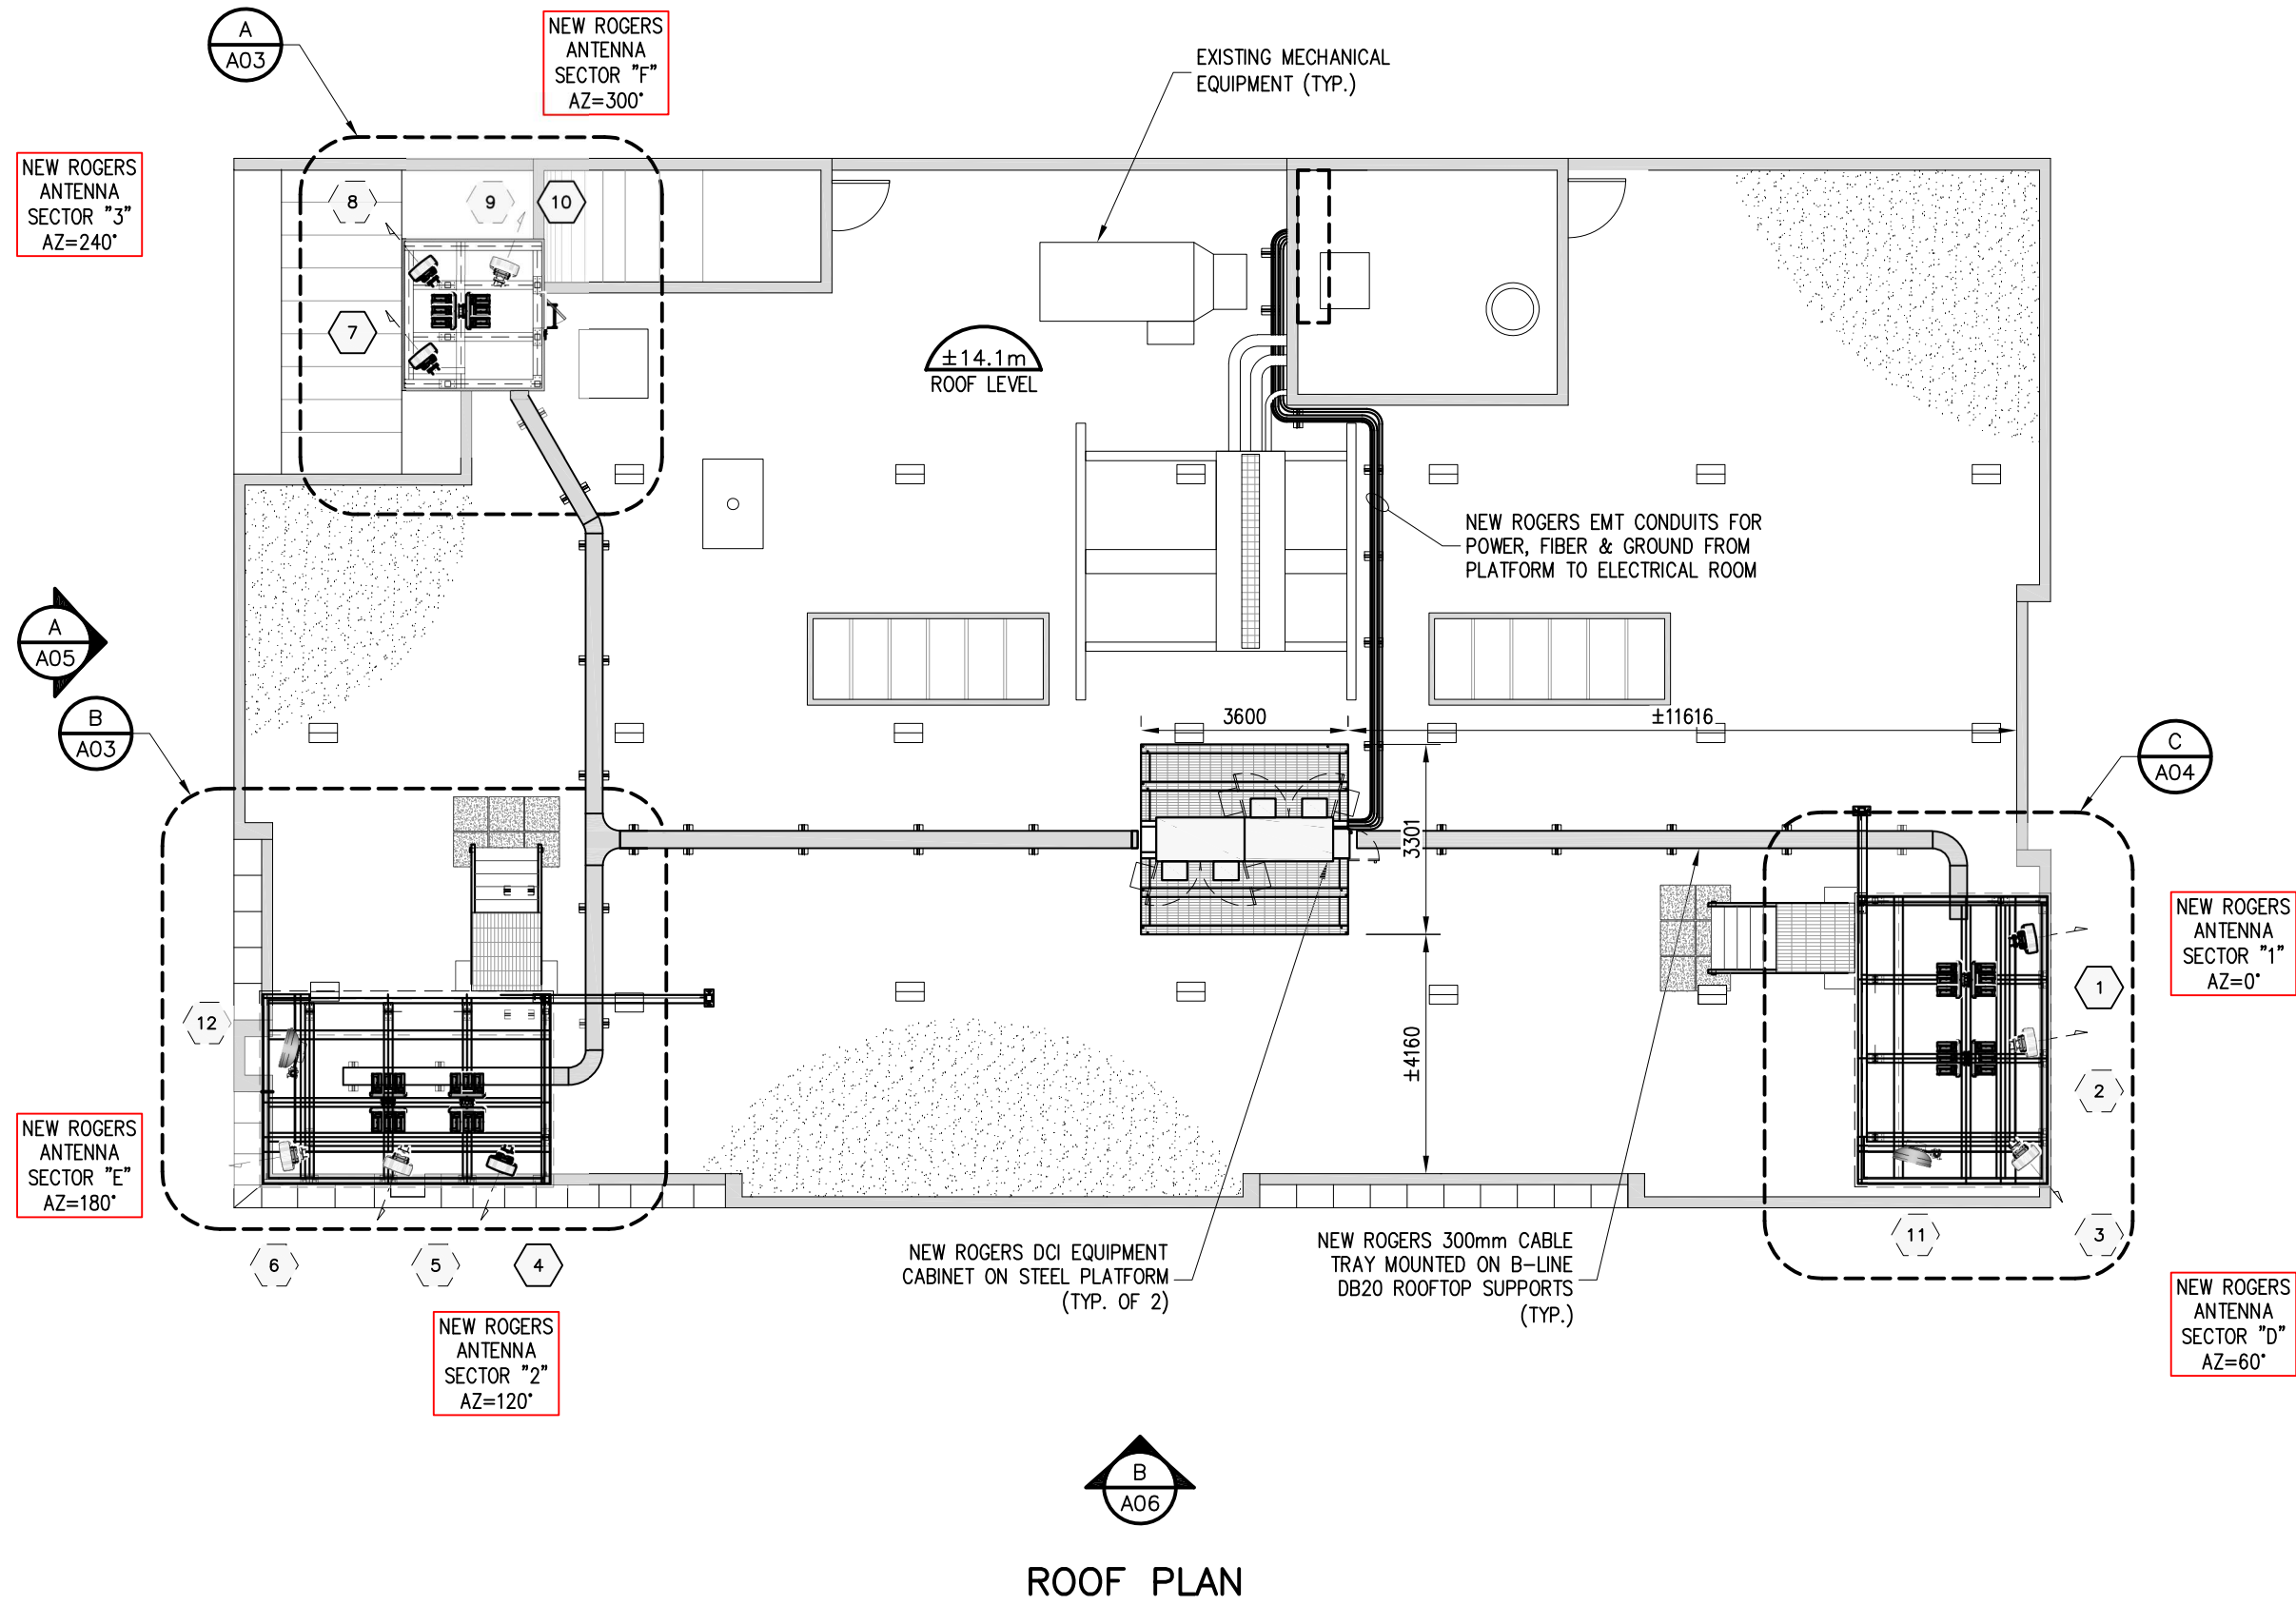 A
A03
NEW ROGERS
ANTENNA
SECTOR "F"
AZ=300°
EXISTING MECHANICAL
EQUIPMENT (TYP.)
NEW ROGERS
ANTENNA
SECTOR "3"
AZ=240°
8
9
10
7
±14.1m
ROOF LEVEL
NEW ROGERS EMT CONDUITS FOR
POWER, FIBER & GROUND FROM
PLATFORM TO ELECTRICAL ROOM
A
A05
B
A03
3600
±11616
C
A04
3301
NEW ROGERS
ANTENNA
SECTOR "1"
AZ=0°
1
12
±4160
2
NEW ROGERS
ANTENNA
SECTOR "E"
AZ=180°
6
5
4
11
3
NEW ROGERS DCI EQUIPMENT
CABINET ON STEEL PLATFORM
(TYP. OF 2)
NEW ROGERS 300mm CABLE
TRAY MOUNTED ON B-LINE
DB20 ROOFTOP SUPPORTS
(TYP.)
NEW ROGERS
ANTENNA
SECTOR "D"
AZ=60°
NEW ROGERS
ANTENNA
SECTOR "2"
AZ=120°
B
A06
ROOF PLAN